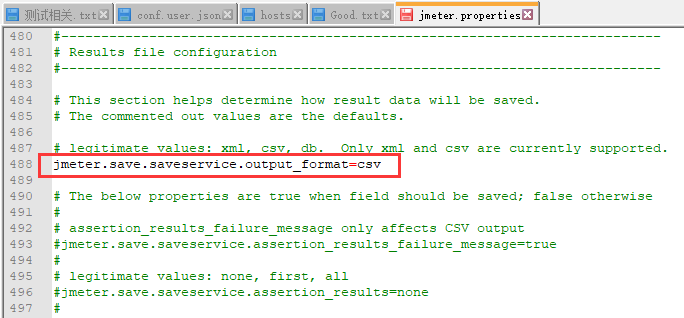 测试相关.txt conf.user.json hosts Good.txt jmeter.properties
480 #---------------------------------------------------------------------------
481 # Results file configuration
482 #---------------------------------------------------------------------------
483
484 # This section helps determine how result data will be saved.
485 # The commented out values are the defaults.
486
487 # legitimate values: xml, csv, db.  Only xml and csv are currently supported.
488 jmeter.save.saveservice.output_format=csv
489
490 # The below properties are true when field should be saved; false otherwise
491 #
492 # assertion_results_failure_message only affects CSV output
493 #jmeter.save.saveservice.assertion_results_failure_message=true
494 #
495 # legitimate values: none, first, all
496 #jmeter.save.saveservice.assertion_results=none
497 #